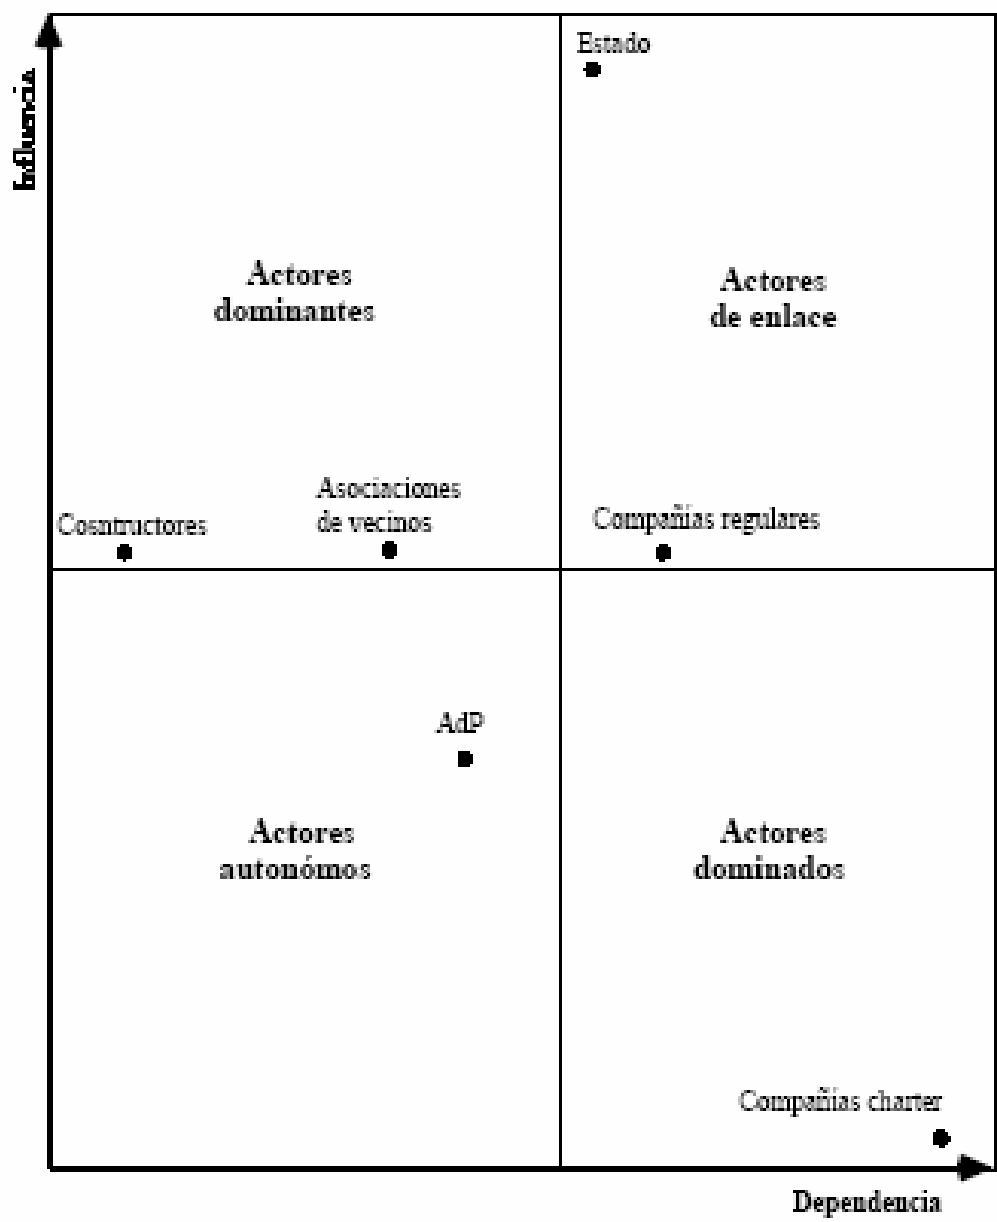 Estado
Influencia
Actores
dominantes
Actores
de enlace
Asociaciones
de vecinos
Cosntructores
Compañías regulares
AdP
Actores
autonómos
Actores
dominados
Compañías charter
Dependencia